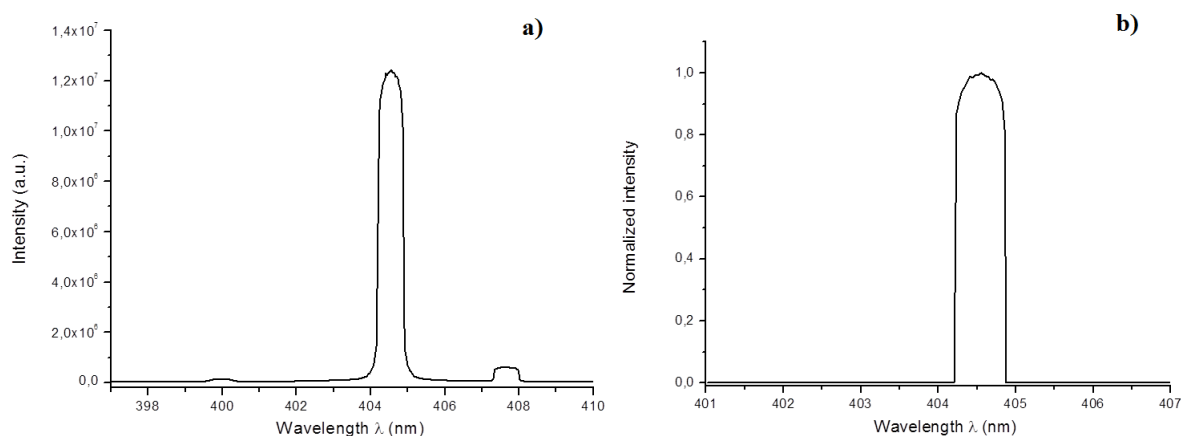 a)
1,4x10⁷
1,2x10⁷
1,0x10⁷
8,0x10⁶
6,0x10⁶
4,0x10⁶
2,0x10⁶
0,0
Intensity (a.u.)
398 400 402 404 406 408 410
Wavelength λ (nm)
b)
1,0
0,8
0,6
0,4
0,2
0,0
Normalized intensity
401 402 403 404 405 406 407
Wavelength λ (nm)